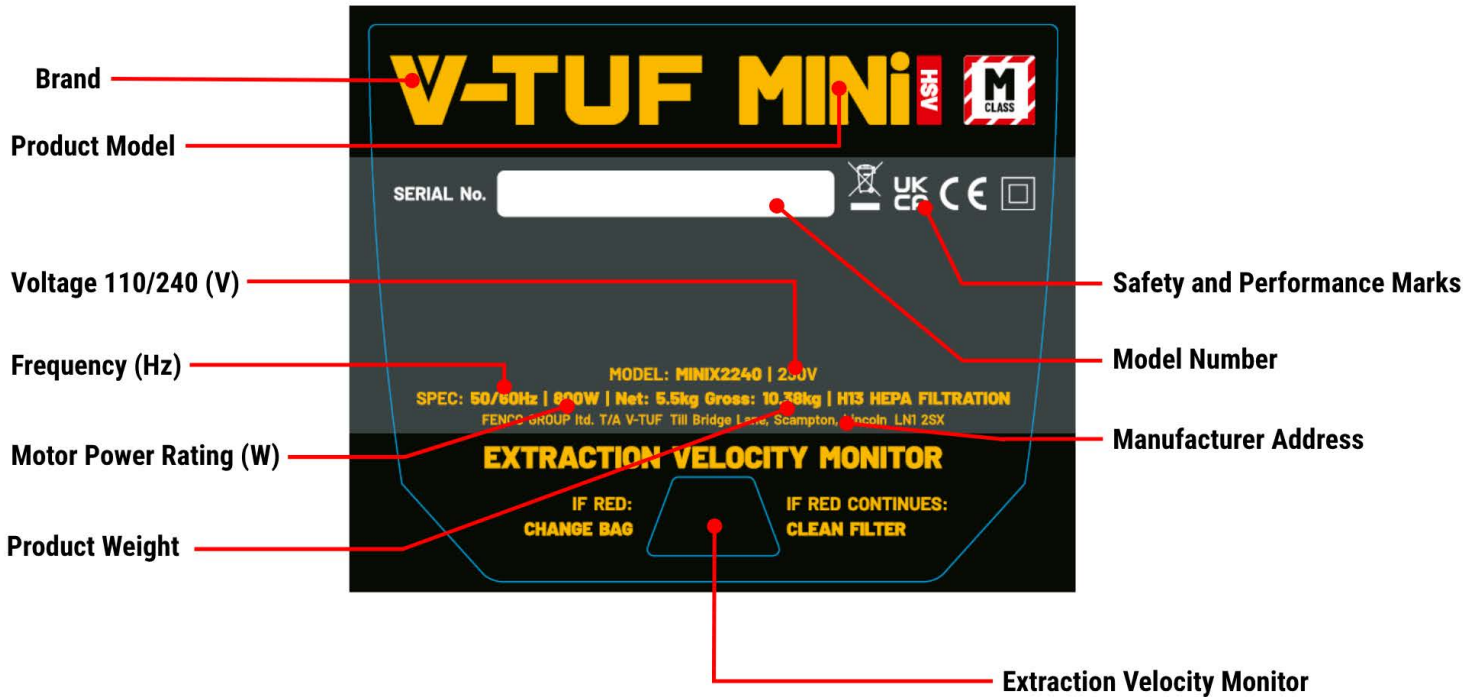 Brand
V-TUF MINi HSV M CLASS
Product Model
SERIAL No. UK CA CE
Voltage 110/240 (V)
Safety and Performance Marks
Frequency (Hz)
Model Number
MODEL: MINIX2240 | 230V
SPEC: 50/60Hz | 800W | Net: 5.5kg Gross: 10.38kg | H13 HEPA FILTRATION
FENCO GROUP ltd. T/A V-TUF Till Bridge Lane, Scampton, Lincoln LN1 2SX
Manufacturer Address
Motor Power Rating (W)
EXTRACTION VELOCITY MONITOR
IF RED:
CHANGE BAG
IF RED CONTINUES:
CLEAN FILTER
Product Weight
Extraction Velocity Monitor